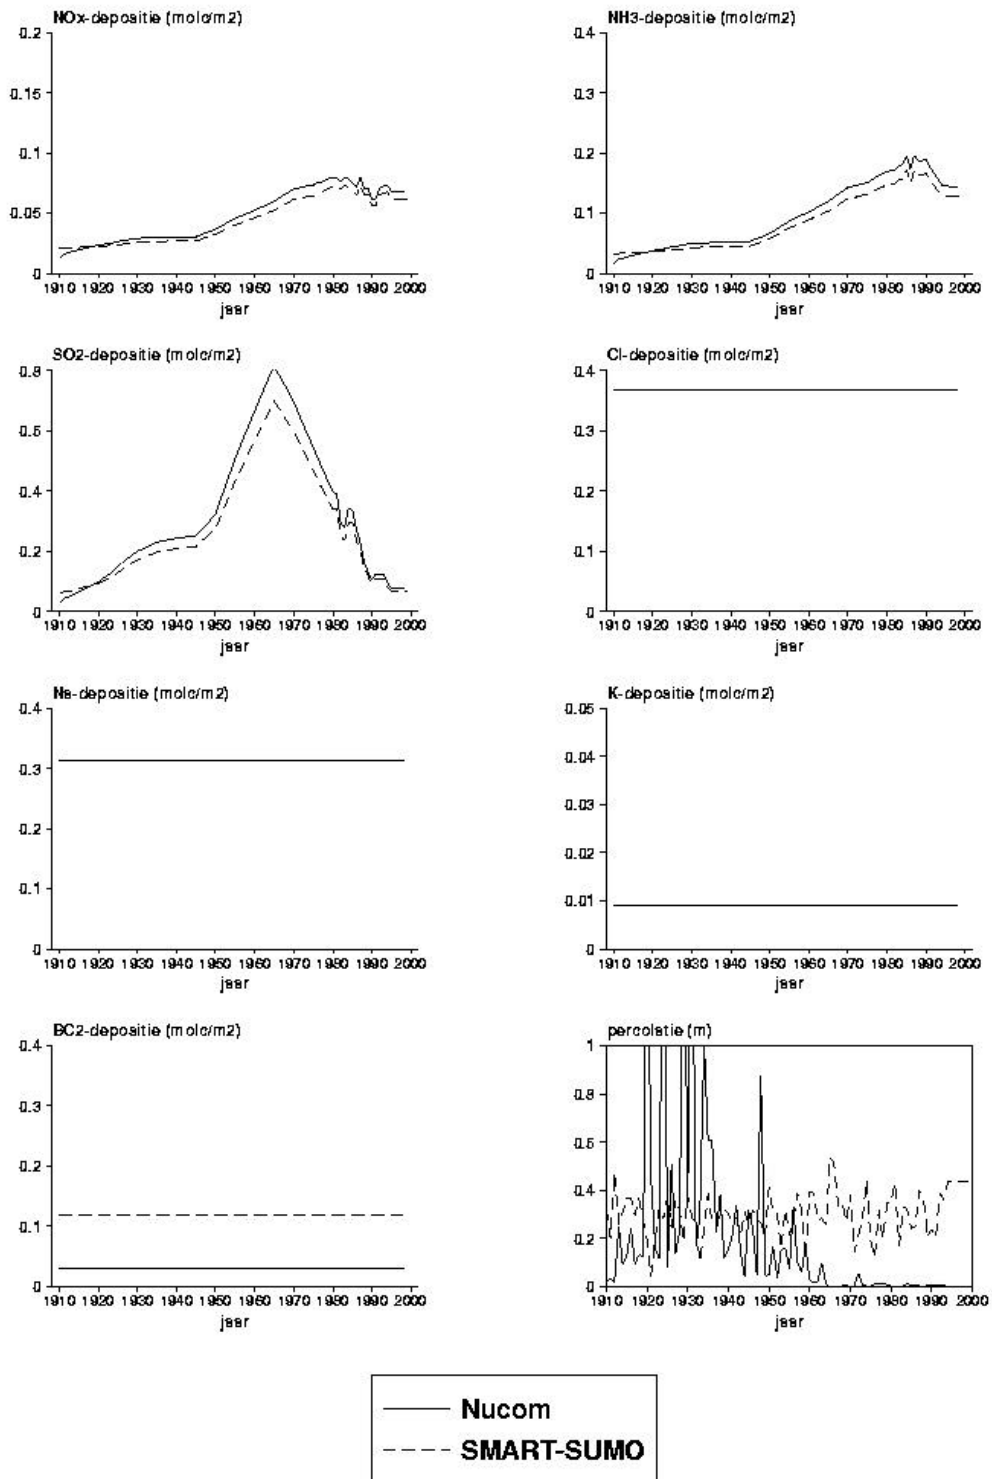 NOx-depositie (molc/m2)
0.2
0.15
0.1
0.05
0
1910 1920 1930 1940 1950 1960 1970 1980 1990 2000
jaar
NH3-depositie (molc/m2)
0.4
0.3
0.2
0.1
0
1910 1920 1930 1940 1950 1960 1970 1980 1990 2000
jaar
SO2-depositie (molc/m2)
0.8
0.6
0.4
0.2
0
1910 1920 1930 1940 1950 1960 1970 1980 1990 2000
jaar
Cl-depositie (molc/m2)
0.4
0.3
0.2
0.1
0
1910 1920 1930 1940 1950 1960 1970 1980 1990 2000
jaar
Na-depositie (molc/m2)
0.4
0.3
0.2
0.1
0
1910 1920 1930 1940 1950 1960 1970 1980 1990 2000
jaar
K-depositie (molc/m2)
0.05
0.04
0.03
0.02
0.01
0
1910 1920 1930 1940 1950 1960 1970 1980 1990 2000
jaar
BC2-depositie (molc/m2)
0.4
0.3
0.2
0.1
0
1910 1920 1930 1940 1950 1960 1970 1980 1990 2000
jaar
percolatie (m)
1
0.8
0.6
0.4
0.2
0
1910 1920 1930 1940 1950 1960 1970 1980 1990 2000
jaar
Nucom
SMART-SUMO